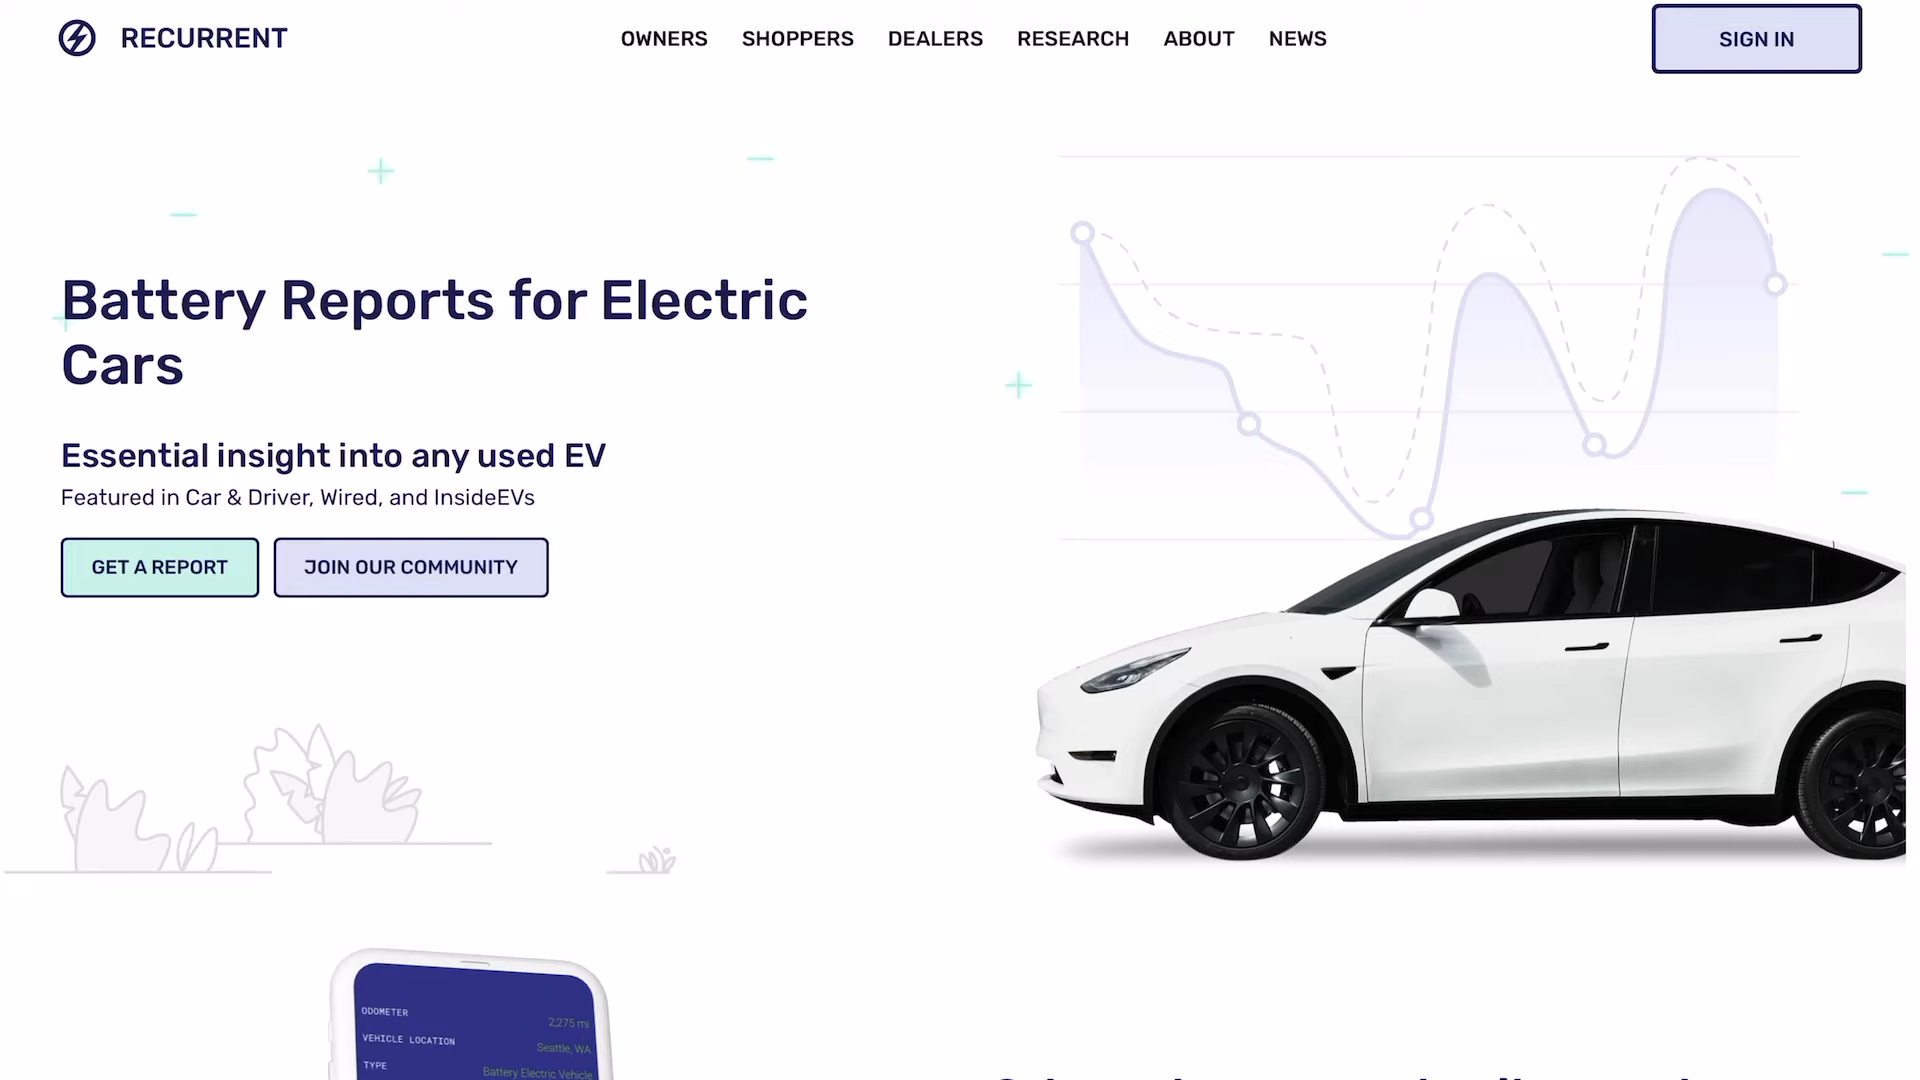 RECURRENT
OWNERS SHOPPERS DEALERS RESEARCH ABOUT NEWS
SIGN IN
Battery Reports for Electric
Cars
Essential insight into any used EV
Featured in Car & Driver, Wired, and InsideEVs
GET A REPORT
JOIN OUR COMMUNITY
ODOMETER
2,275 mi
VEHICLE LOCATION
Seattle, WA
TYPE
Battery Electric Vehicle